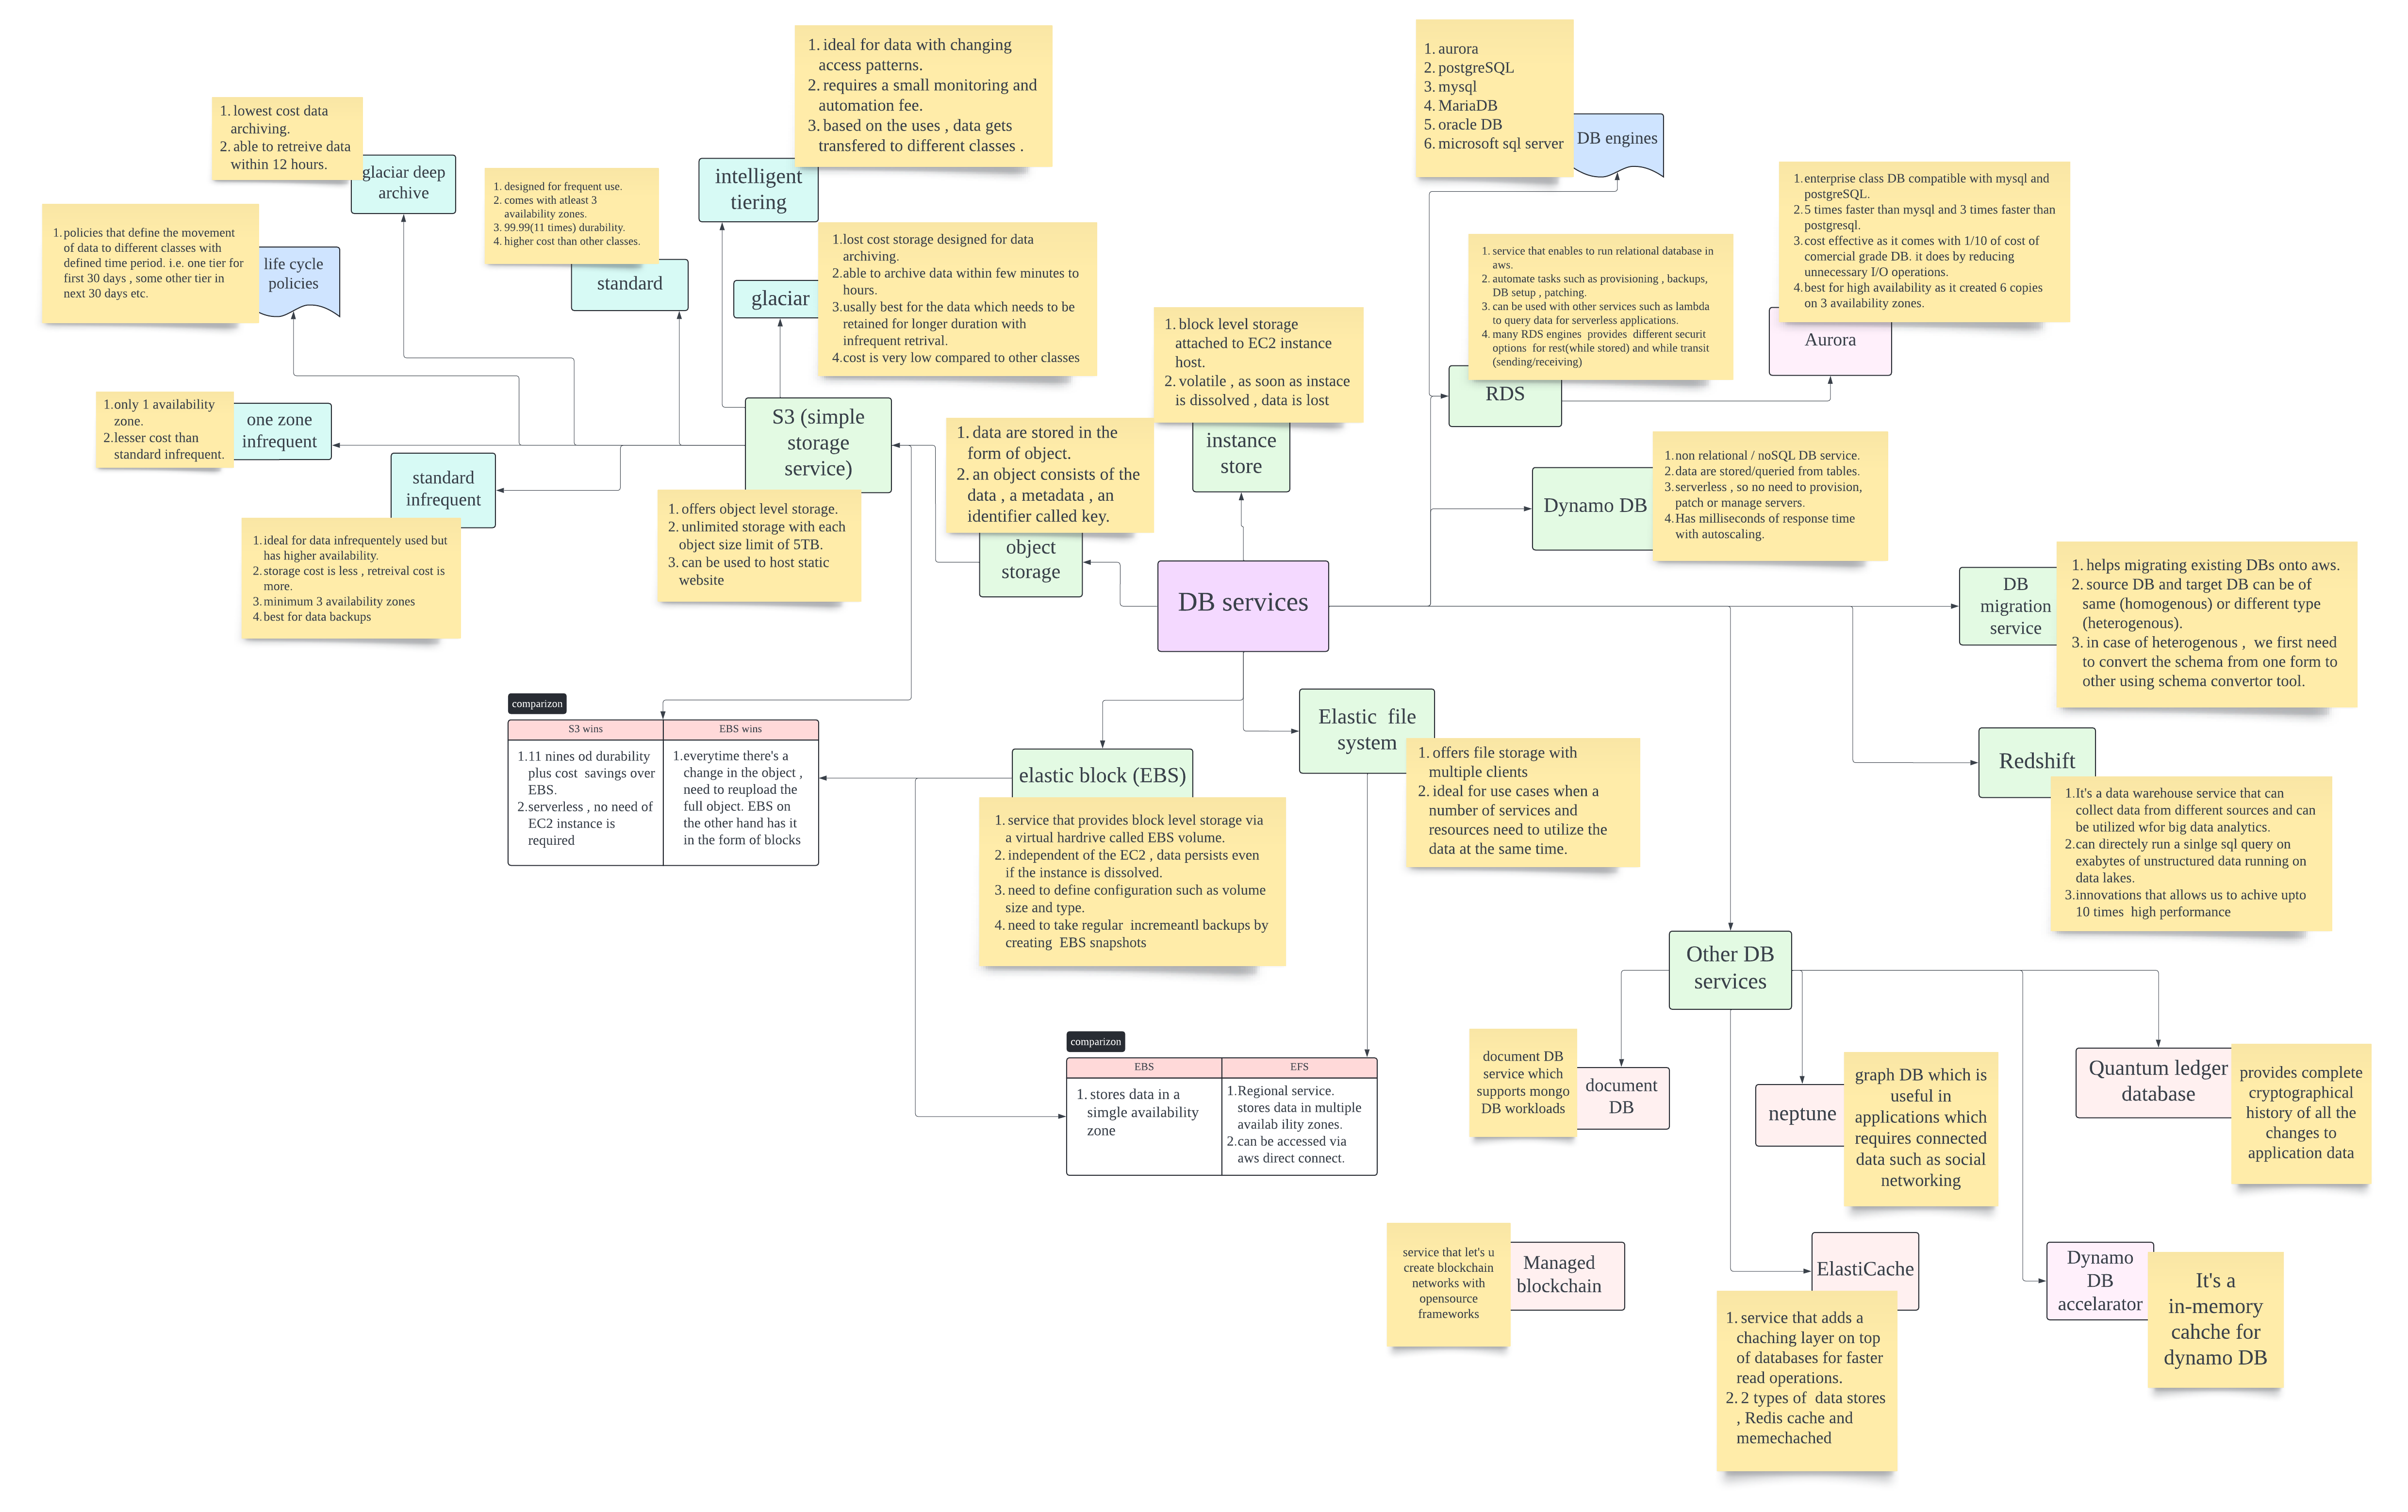 1. ideal for data with changing
access patterns.
2. requires a small monitoring and
automation fee.
3. based on the uses , data gets
transfered to different classes .
intelligent
tiering
1. lowest cost data
archiving.
2. able to retreive data
within 12 hours.
glaciar deep
archive
1. designed for frequent use.
2. comes with atleast 3
availability zones.
3. 99.99(11 times) durability.
4. higher cost than other classes.
standard
1. policies that define the movement
of data to different classes with
defined time period. i.e. one tier for
first 30 days , some other tier in
next 30 days etc.
life cycle
policies
1. lost cost storage designed for data
archiving.
2. able to archive data within few minutes to
hours.
3. usally best for the data which needs to be
retained for longer duration with
infrequent retrival.
4. cost is very low compared to other classes
glaciar
1. only 1 availability
zone.
2. lesser cost than
standard infrequent.
one zone
infrequent
standard
infrequent
1. ideal for data infrequentely used but
has higher availability.
2. storage cost is less , retreival cost is
more.
3. minimum 3 availability zones
4. best for data backups
S3 (simple
storage
service)
1. offers object level storage.
2. unlimited storage with each
object size limit of 5TB.
3. can be used to host static
website
1. data are stored in the
form of object.
2. an object consists of the
data , a metadata , an
identifier called key.
object
storage
1. block level storage
attached to EC2 instance
host.
2. volatile , as soon as instace
is dissolved , data is lost
instance
store
DB services
1. aurora
2. postgreSQL
3. mysql
4. MariaDB
5. oracle DB
6. microsoft sql server
DB engines
1. service that enables to run relational database in
aws.
2. automate tasks such as provisioning , backups,
DB setup , patching.
3. can be used with other services such as lambda
to query data for serverless applications.
4. many RDS engines provides different securit
options for rest(while stored) and while transit
(sending/receiving)
RDS
1. enterprise class DB compatible with mysql and
postgreSQL.
2. 5 times faster than mysql and 3 times faster than
postgresql.
3. cost effective as it comes with 1/10 of cost of
comercial grade DB. it does by reducing
unnecessary I/O operations.
4. best for high availability as it created 6 copies
on 3 availability zones.
Aurora
Dynamo DB
1. non relational / noSQL DB service.
2. data are stored/queried from tables.
3. serverless , so no need to provision,
patch or manage servers.
4. Has milliseconds of response time
with autoscaling.
DB
migration
service
1. helps migrating existing DBs onto aws.
2. source DB and target DB can be of
same (homogenous) or different type
(heterogenous).
3. in case of heterogenous , we first need
to convert the schema from one form to
other using schema convertor tool.
Redshift
1. It's a data warehouse service that can
collect data from different sources and can
be utilized wfor big data analytics.
2. can directely run a sinlge sql query on
exabytes of unstructured data running on
data lakes.
3. innovations that allows us to achive upto
10 times high performance
comparizon
S3 wins
EBS wins
1. 11 nines od durability
plus cost savings over
EBS.
2. serverless , no need of
EC2 instance is
required
1. everytime there's a
change in the object ,
need to reupload the
full object. EBS on
the other hand has it
in the form of blocks
elastic block (EBS)
1. service that provides block level storage via
a virtual hardrive called EBS volume.
2. independent of the EC2 , data persists even
if the instance is dissolved.
3. need to define configuration such as volume
size and type.
4. need to take regular incremeantl backups by
creating EBS snapshots
Elastic file
system
1. offers file storage with
multiple clients
2. ideal for use cases when a
number of services and
resources need to utilize the
data at the same time.
comparizon
EBS
EFS
1. stores data in a
simgle availability
zone
1. Regional service.
stores data in multiple
availab ility zones.
2. can be accessed via
aws direct connect.
Other DB
services
document DB
service which
supports mongo
DB workloads
document
DB
neptune
graph DB which is
useful in
applications which
requires connected
data such as social
networking
Quantum ledger
database
provides complete
cryptographical
history of all the
changes to
application data
service that let's u
create blockchain
networks with
opensource
frameworks
Managed
blockchain
ElastiCache
1. service that adds a
chaching layer on top
of databases for faster
read operations.
2. 2 types of data stores
, Redis cache and
memechached
Dynamo
DB
accelarator
It's a
in-memory
cahche for
dynamo DB